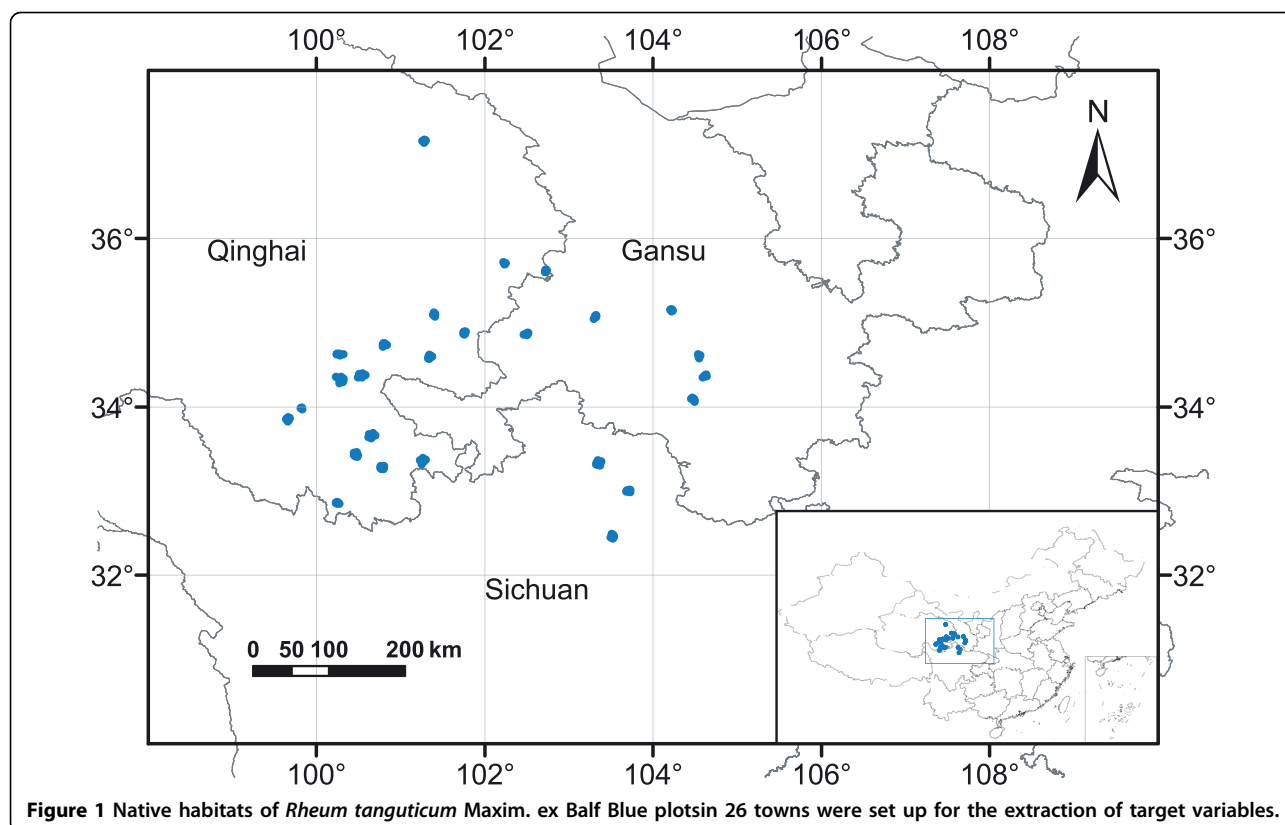 100° 102° 104° 106° 108°
N
36° Qinghai Gansu 36°
34° 34°
32° 32°
Sichuan
0 50 100 200 km
100° 102° 104° 106° 108°
Figure 1 Native habitats of Rheum tanguticum Maxim. ex Balf Blue plotsin 26 towns were set up for the extraction of target variables.